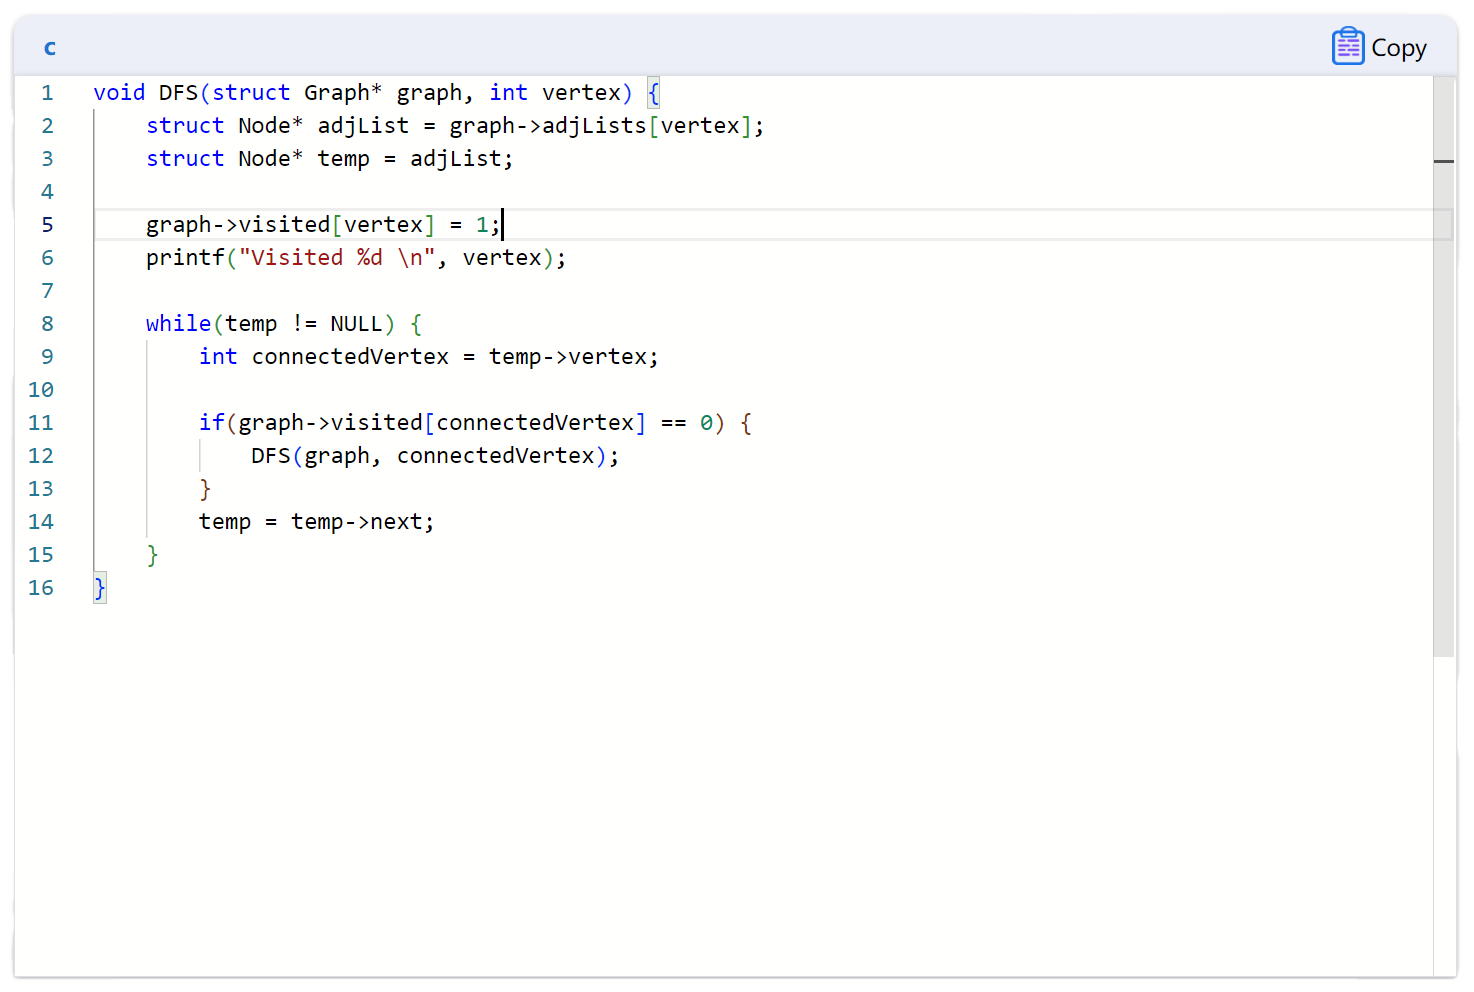 c
Copy
1 void DFS(struct Graph* graph, int vertex) {
2     struct Node* adjList = graph->adjLists[vertex];
3     struct Node* temp = adjList;
4
5     graph->visited[vertex] = 1;
6     printf("Visited %d \n", vertex);
7
8     while(temp != NULL) {
9         int connectedVertex = temp->vertex;
10
11         if(graph->visited[connectedVertex] == 0) {
12             DFS(graph, connectedVertex);
13         }
14         temp = temp->next;
15     }
16 }